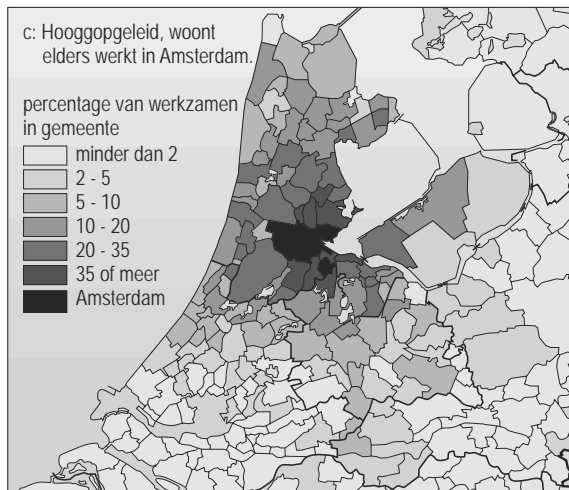 c: Hooggopgeleid, woont
elders werkt in Amsterdam.
percentage van werkzamen
in gemeente
minder dan 2
2 - 5
5 - 10
10 - 20
20 - 35
35 of meer
Amsterdam